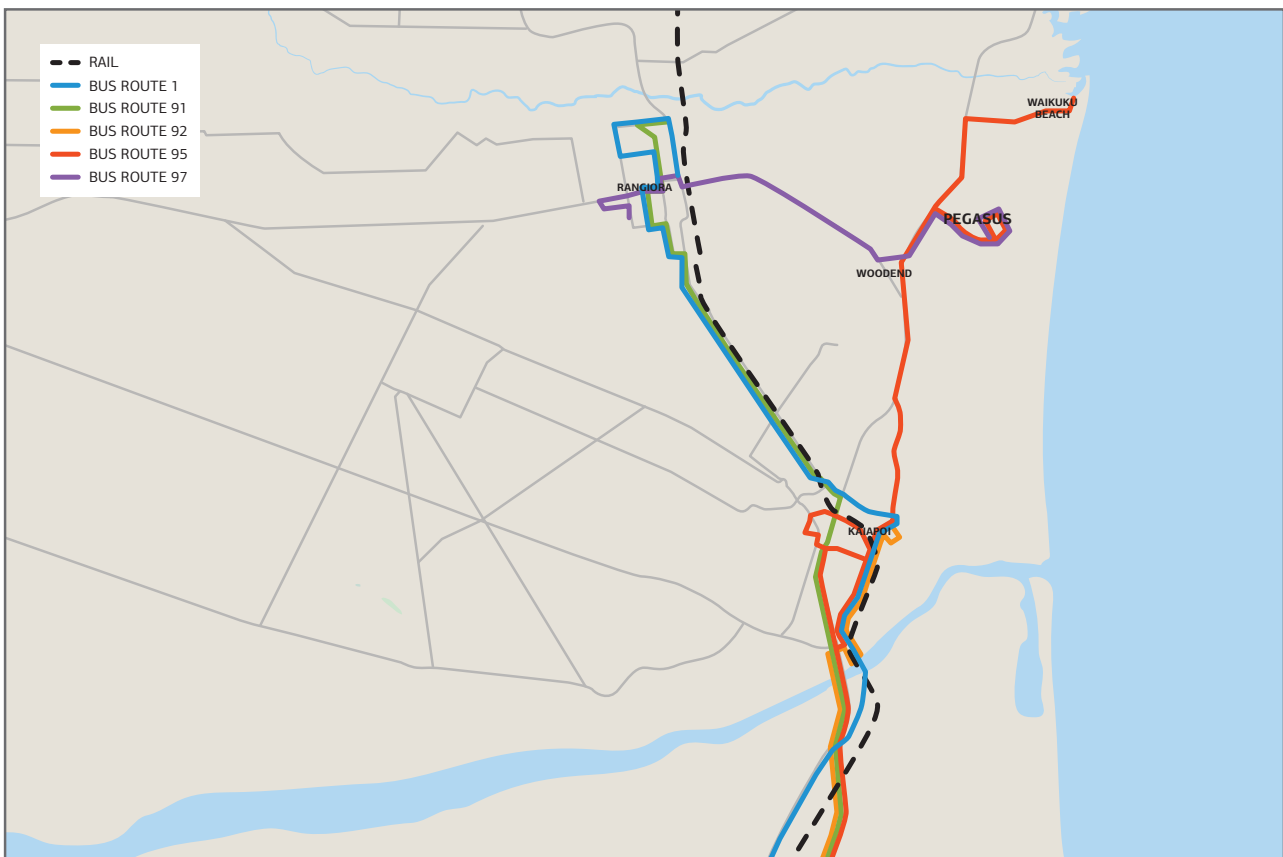 RAIL
BUS ROUTE 1
BUS ROUTE 91
BUS ROUTE 92
BUS ROUTE 95
BUS ROUTE 97
WAIKUKU
BEACH
RANGIORA
PEGASUS
WOODEND
KAIAPOI